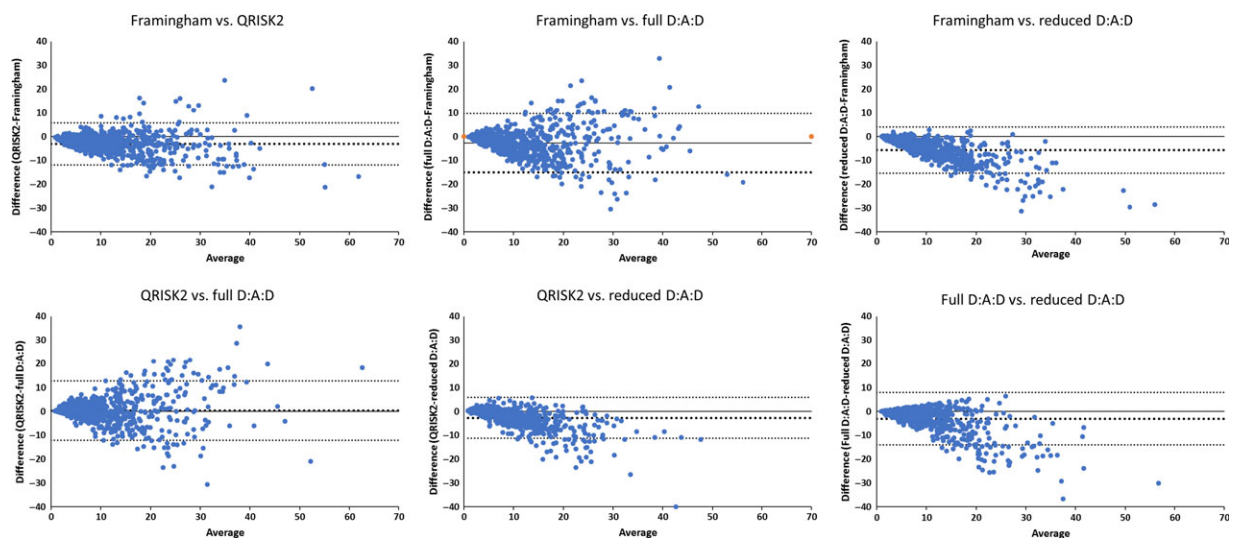 Framingham vs. QRISK2
Difference (QRISK2-Framingham)
40
30
20
10
0
−10
−20
−30
−40
0 10 20 30 40 50 60 70
Average
Framingham vs. full D:A:D
Difference (full D:A:D-Framingham)
40
30
20
10
0
−10
−20
−30
−40
0 10 20 30 40 50 60 70
Average
Framingham vs. reduced D:A:D
Difference (reduced D:A:D-Framingham)
40
30
20
10
0
−10
−20
−30
−40
0 10 20 30 40 50 60 70
Average
QRISK2 vs. full D:A:D
Difference (QRISK2-full D:A:D)
40
30
20
10
0
−10
−20
−30
−40
0 10 20 30 40 50 60 70
Average
QRISK2 vs. reduced D:A:D
Difference (QRISK2-reduced D:A:D)
40
30
20
10
0
−10
−20
−30
−40
0 10 20 30 40 50 60 70
Average
Full D:A:D vs. reduced D:A:D
Difference (Full D:A:D-reduced D:A:D)
40
30
20
10
0
−10
−20
−30
−40
0 10 20 30 40 50 60 70
Average